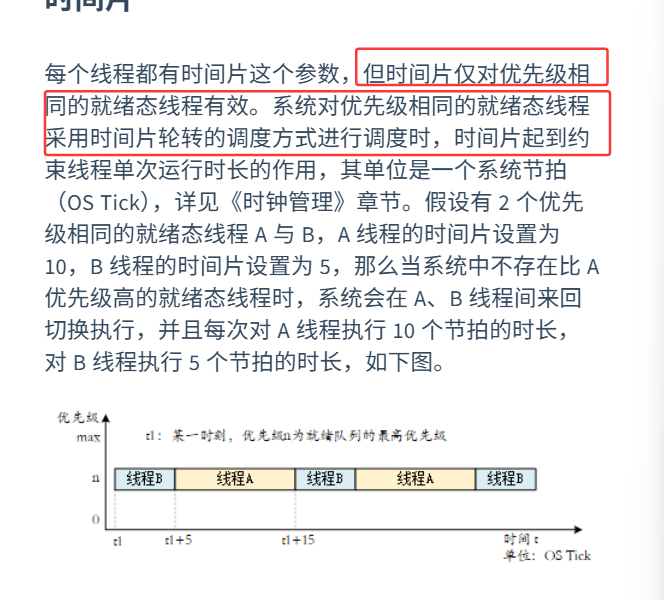 时间片
每个线程都有时间片这个参数，但时间片仅对优先级相
同的就绪态线程有效。系统对优先级相同的就绪态线程
采用时间片轮转的调度方式进行调度时，时间片起到约
束线程单次运行时长的作用，其单位是一个系统节拍
（OS Tick），详见《时钟管理》章节。假设有 2 个优先
级相同的就绪态线程 A 与 B，A 线程的时间片设置为
10，B 线程的时间片设置为 5，那么当系统中不存在比 A
优先级高的就绪态线程时，系统会在 A、B 线程间来回
切换执行，并且每次对 A 线程执行 10 个节拍的时长，
对 B 线程执行 5 个节拍的时长，如下图。
优先级
max
t1：某一时刻，优先级n为就绪队列的最高优先级
n
线程B 线程A 线程B 线程A 线程B
0
t1 t1+5 t1+15
时间 t
单位：OS Tick